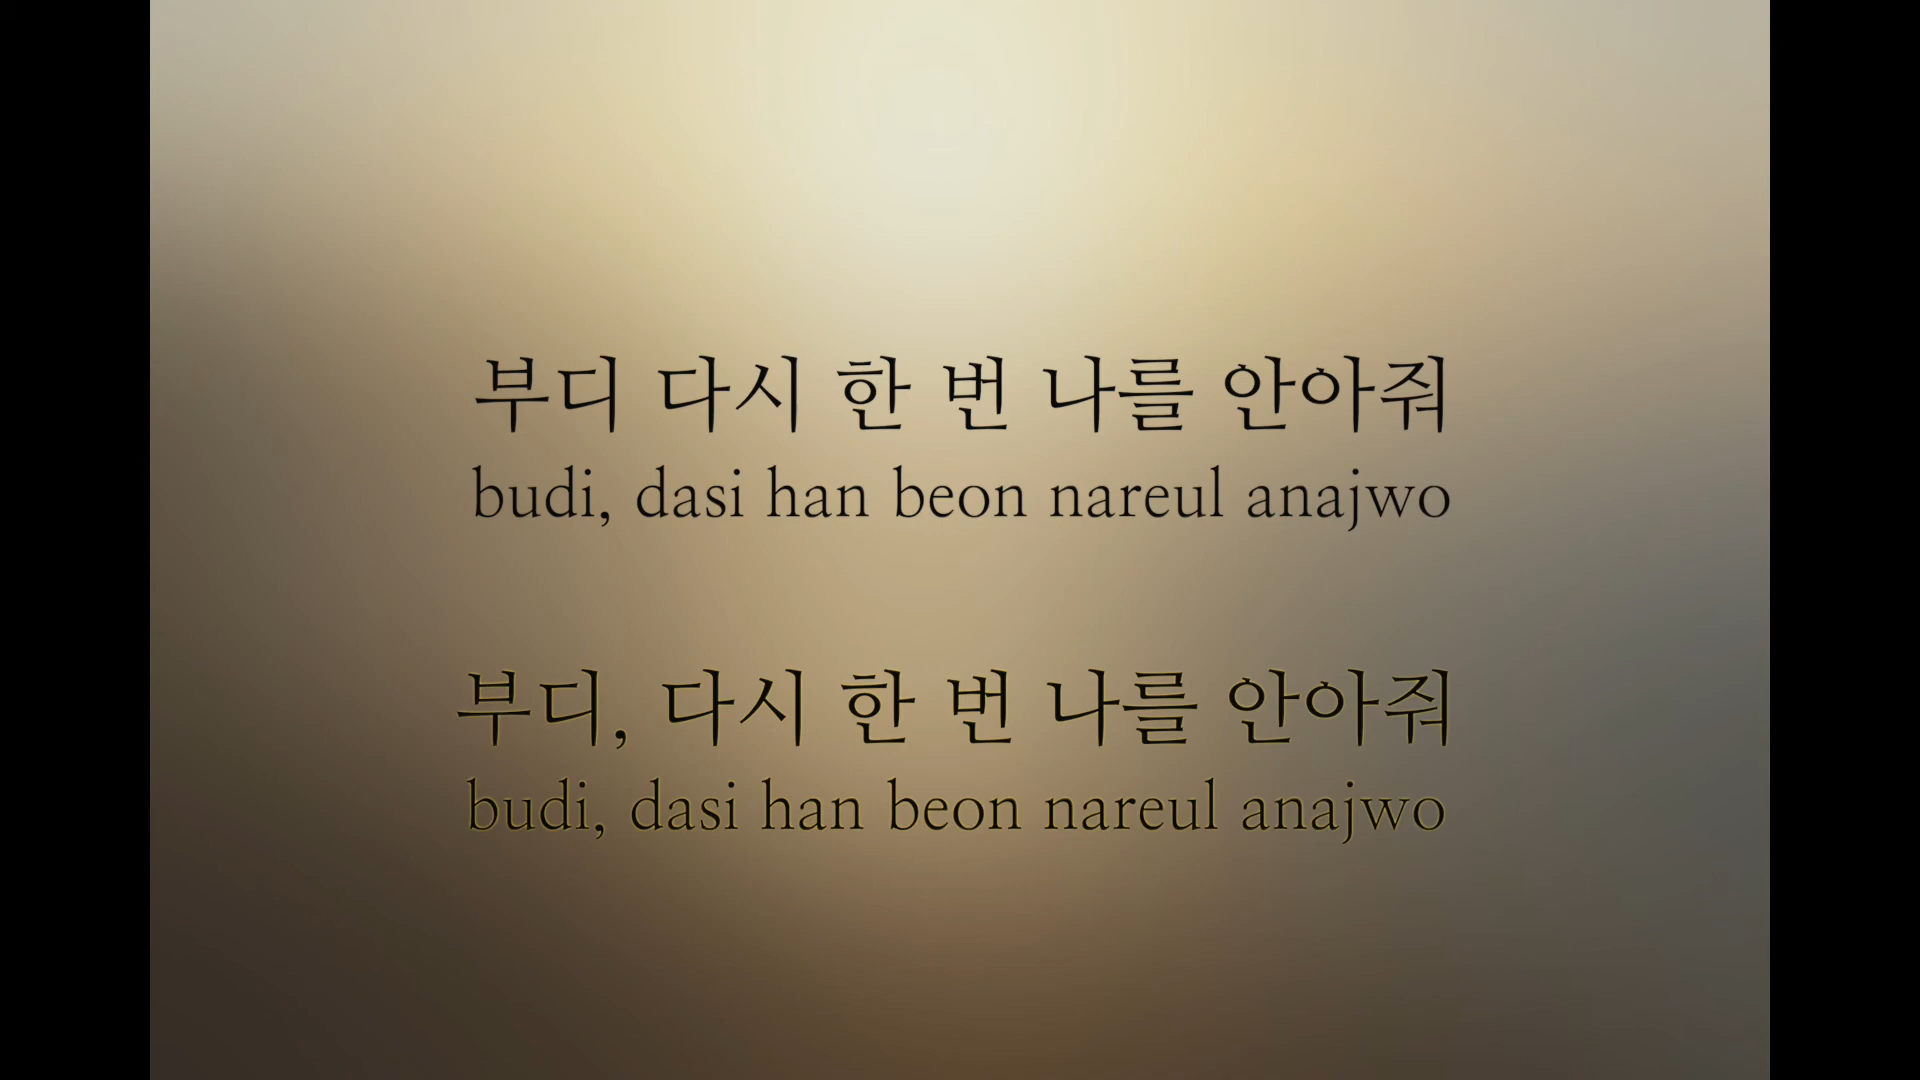 부디 다시 한 번 나를 안아줘
budi, dasi han beon nareul anajwo
부디, 다시 한 번 나를 안아줘
budi, dasi han beon nareul anajwo